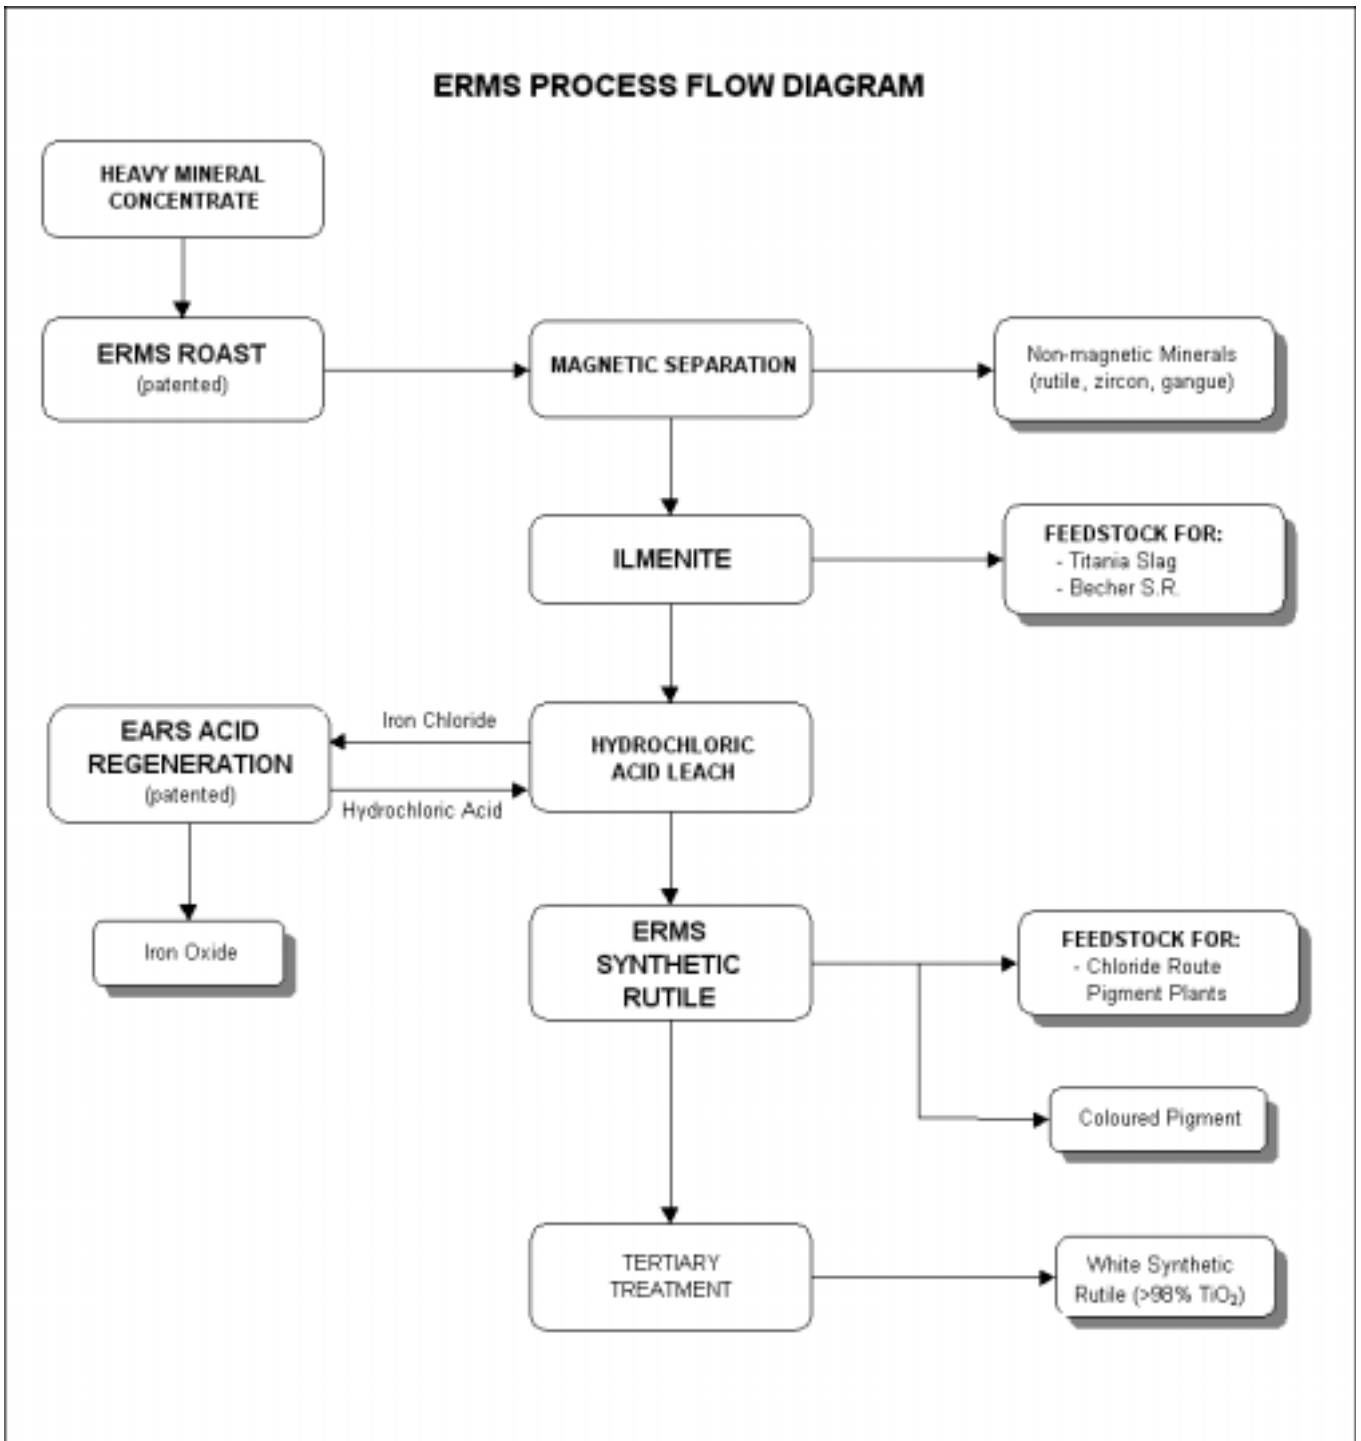 ERMS PROCESS FLOW DIAGRAM
HEAVY MINERAL
CONCENTRATE
ERMS ROAST
(patented)
MAGNETIC SEPARATION
Non-magnetic Minerals
(rutile, zircon, gangue)
ILMENITE
FEEDSTOCK FOR:
- Titania Slag
- Becher S.R.
EARS ACID
REGENERATION
(patented)
Iron Chloride
Hydrochloric Acid
HYDROCHLORIC
ACID LEACH
Iron Oxide
ERMS
SYNTHETIC
RUTILE
FEEDSTOCK FOR:
- Chloride Route
Pigment Plants
Coloured Pigment
TERTIARY
TREATMENT
White Synthetic
Rutile (>98% TiO₂)